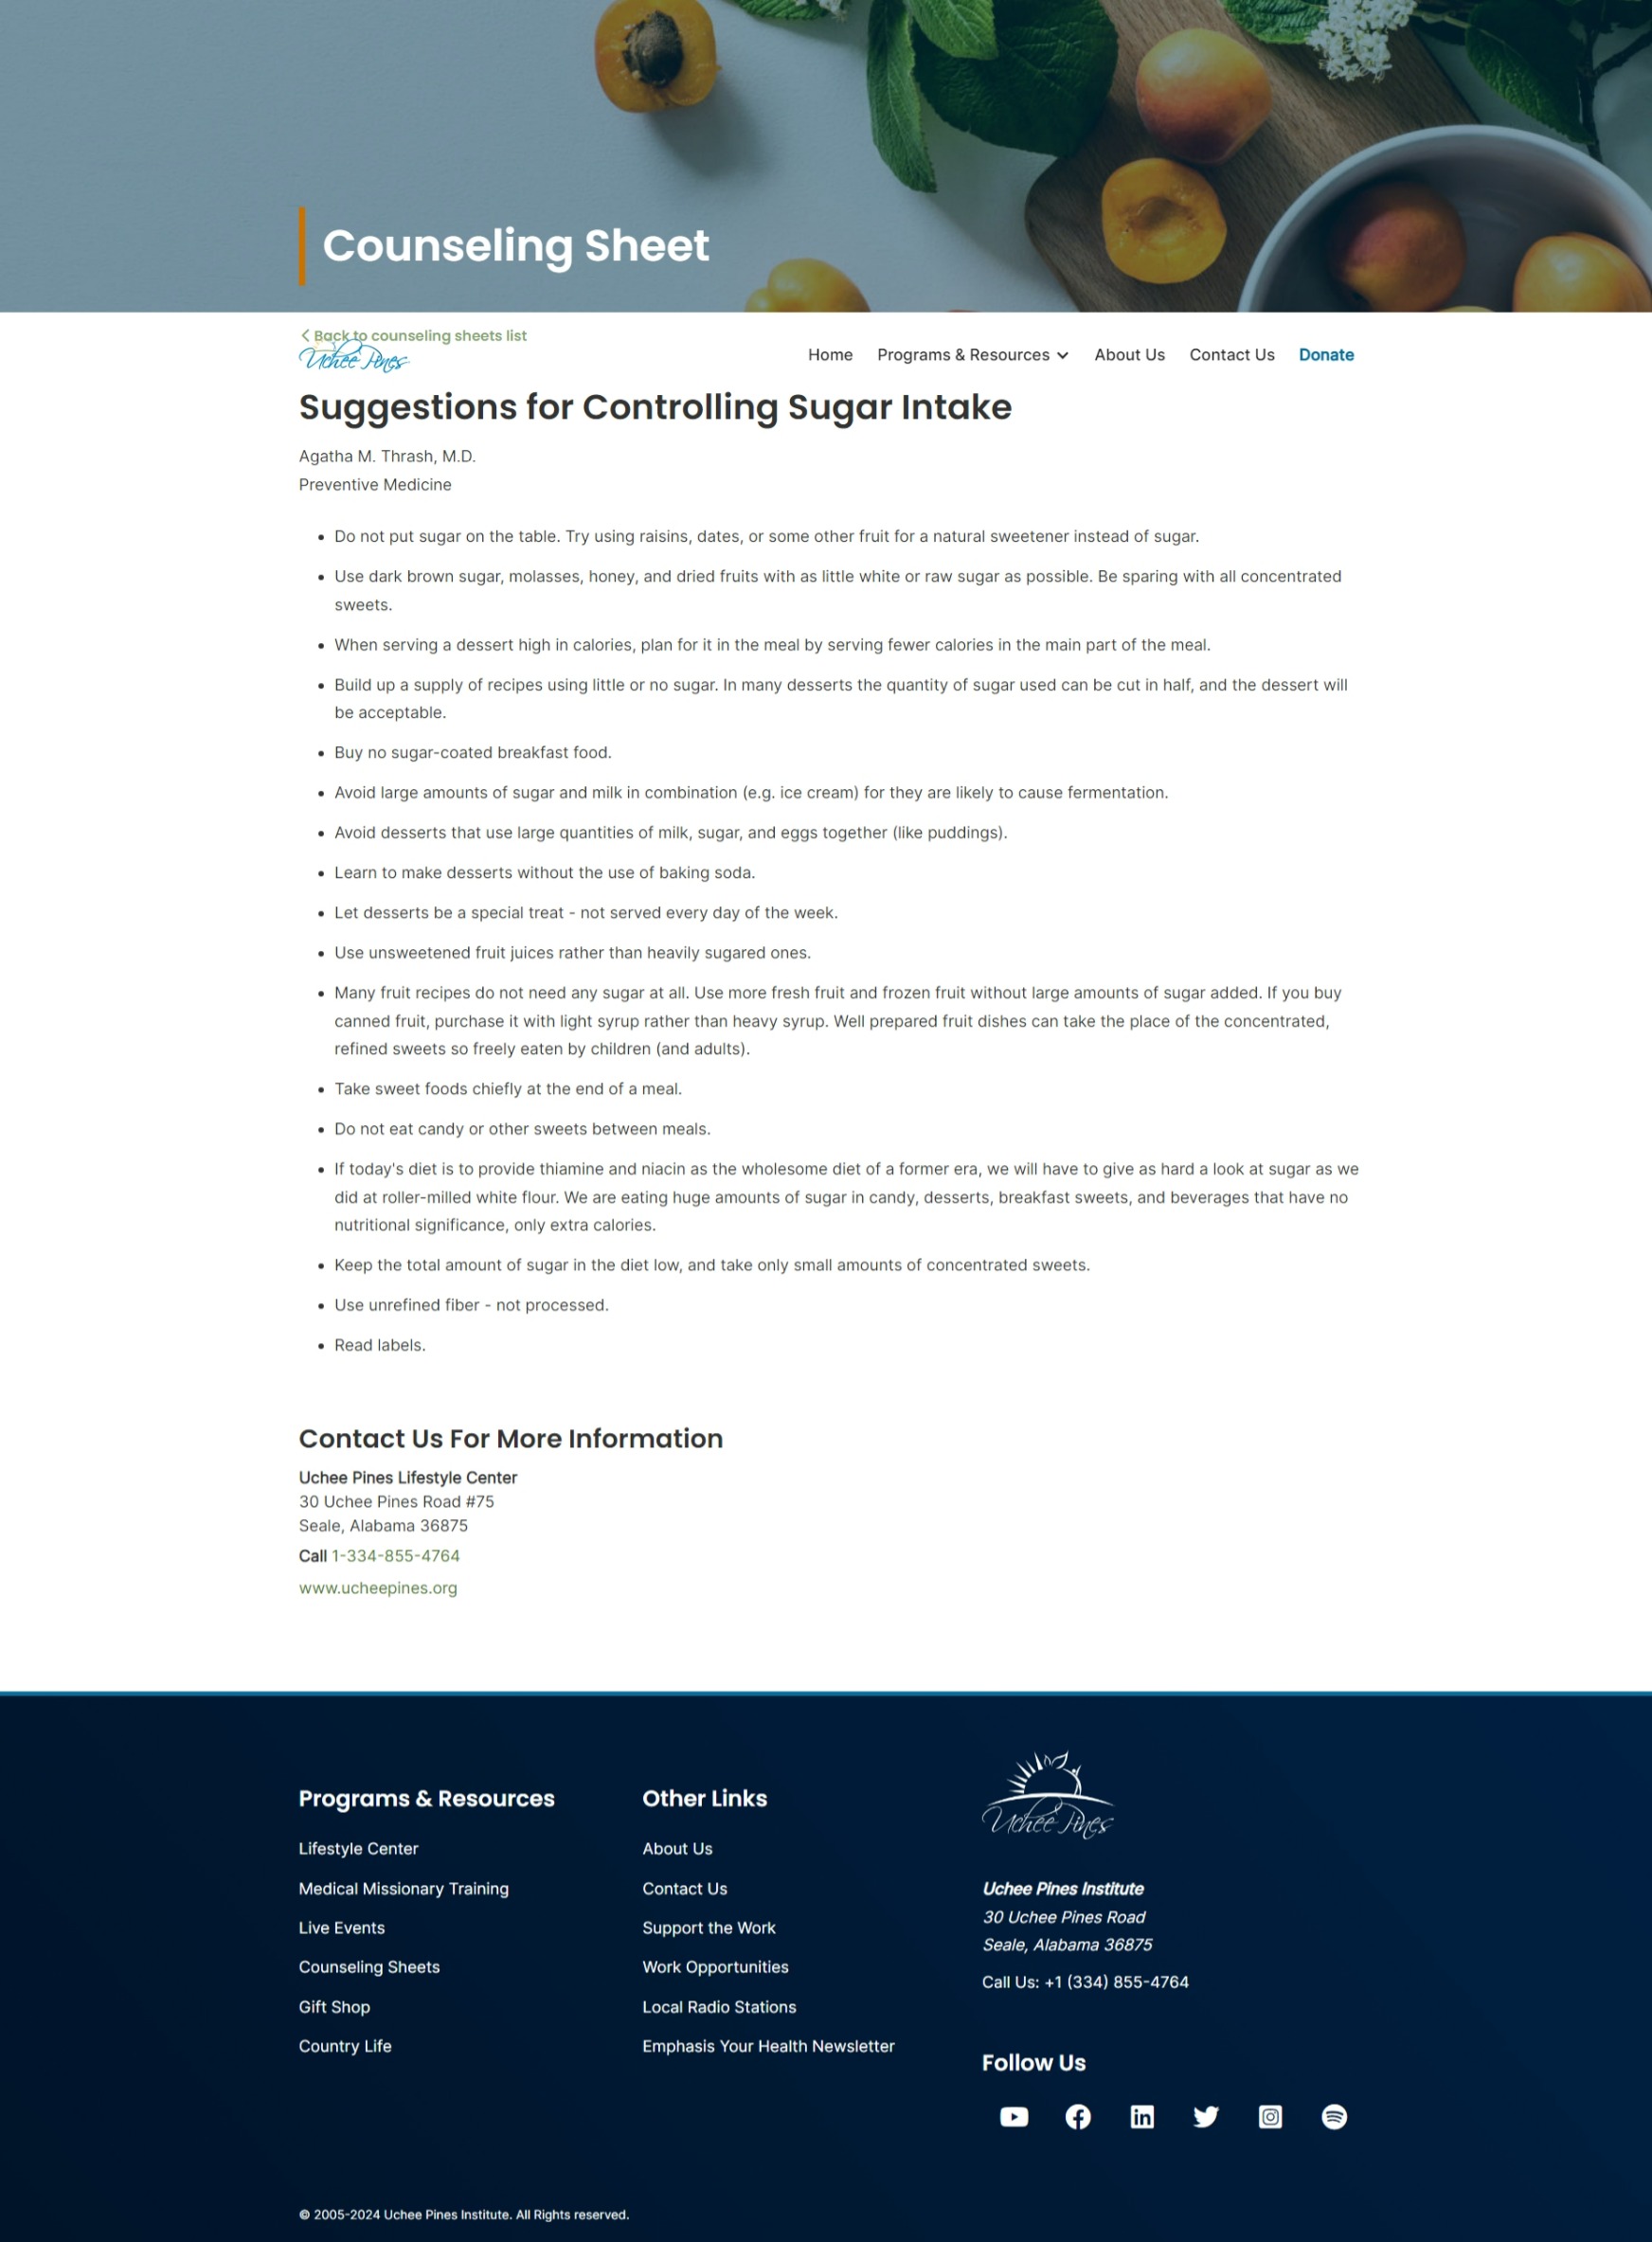 Counseling Sheet
Back to counseling sheets list
Uchee Pines
Home Programs & Resources About Us Contact Us Donate
Suggestions for Controlling Sugar Intake
Agatha M. Thrash, M.D.
Preventive Medicine
• Do not put sugar on the table. Try using raisins, dates, or some other fruit for a natural sweetener instead of sugar.
• Use dark brown sugar, molasses, honey, and dried fruits with as little white or raw sugar as possible. Be sparing with all concentrated
sweets.
• When serving a dessert high in calories, plan for it in the meal by serving fewer calories in the main part of the meal.
• Build up a supply of recipes using little or no sugar. In many desserts the quantity of sugar used can be cut in half, and the dessert will
be acceptable.
• Buy no sugar-coated breakfast food.
• Avoid large amounts of sugar and milk in combination (e.g. ice cream) for they are likely to cause fermentation.
• Avoid desserts that use large quantities of milk, sugar, and eggs together (like puddings).
• Learn to make desserts without the use of baking soda.
• Let desserts be a special treat - not served every day of the week.
• Use unsweetened fruit juices rather than heavily sugared ones.
• Many fruit recipes do not need any sugar at all. Use more fresh fruit and frozen fruit without large amounts of sugar added. If you buy
canned fruit, purchase it with light syrup rather than heavy syrup. Well prepared fruit dishes can take the place of the concentrated,
refined sweets so freely eaten by children (and adults).
• Take sweet foods chiefly at the end of a meal.
• Do not eat candy or other sweets between meals.
• If today's diet is to provide thiamine and niacin as the wholesome diet of a former era, we will have to give as hard a look at sugar as we
did at roller-milled white flour. We are eating huge amounts of sugar in candy, desserts, breakfast sweets, and beverages that have no
nutritional significance, only extra calories.
• Keep the total amount of sugar in the diet low, and take only small amounts of concentrated sweets.
• Use unrefined fiber - not processed.
• Read labels.
Contact Us For More Information
Uchee Pines Lifestyle Center
30 Uchee Pines Road #75
Seale, Alabama 36875
Call 1-334-855-4764
www.ucheepines.org
Programs & Resources
Lifestyle Center
Medical Missionary Training
Live Events
Counseling Sheets
Gift Shop
Country Life
Other Links
About Us
Contact Us
Support the Work
Work Opportunities
Local Radio Stations
Emphasis Your Health Newsletter
Uchee Pines
Uchee Pines Institute
30 Uchee Pines Road
Seale, Alabama 36875
Call Us: +1 (334) 855-4764
Follow Us
© 2005-2024 Uchee Pines Institute. All Rights reserved.